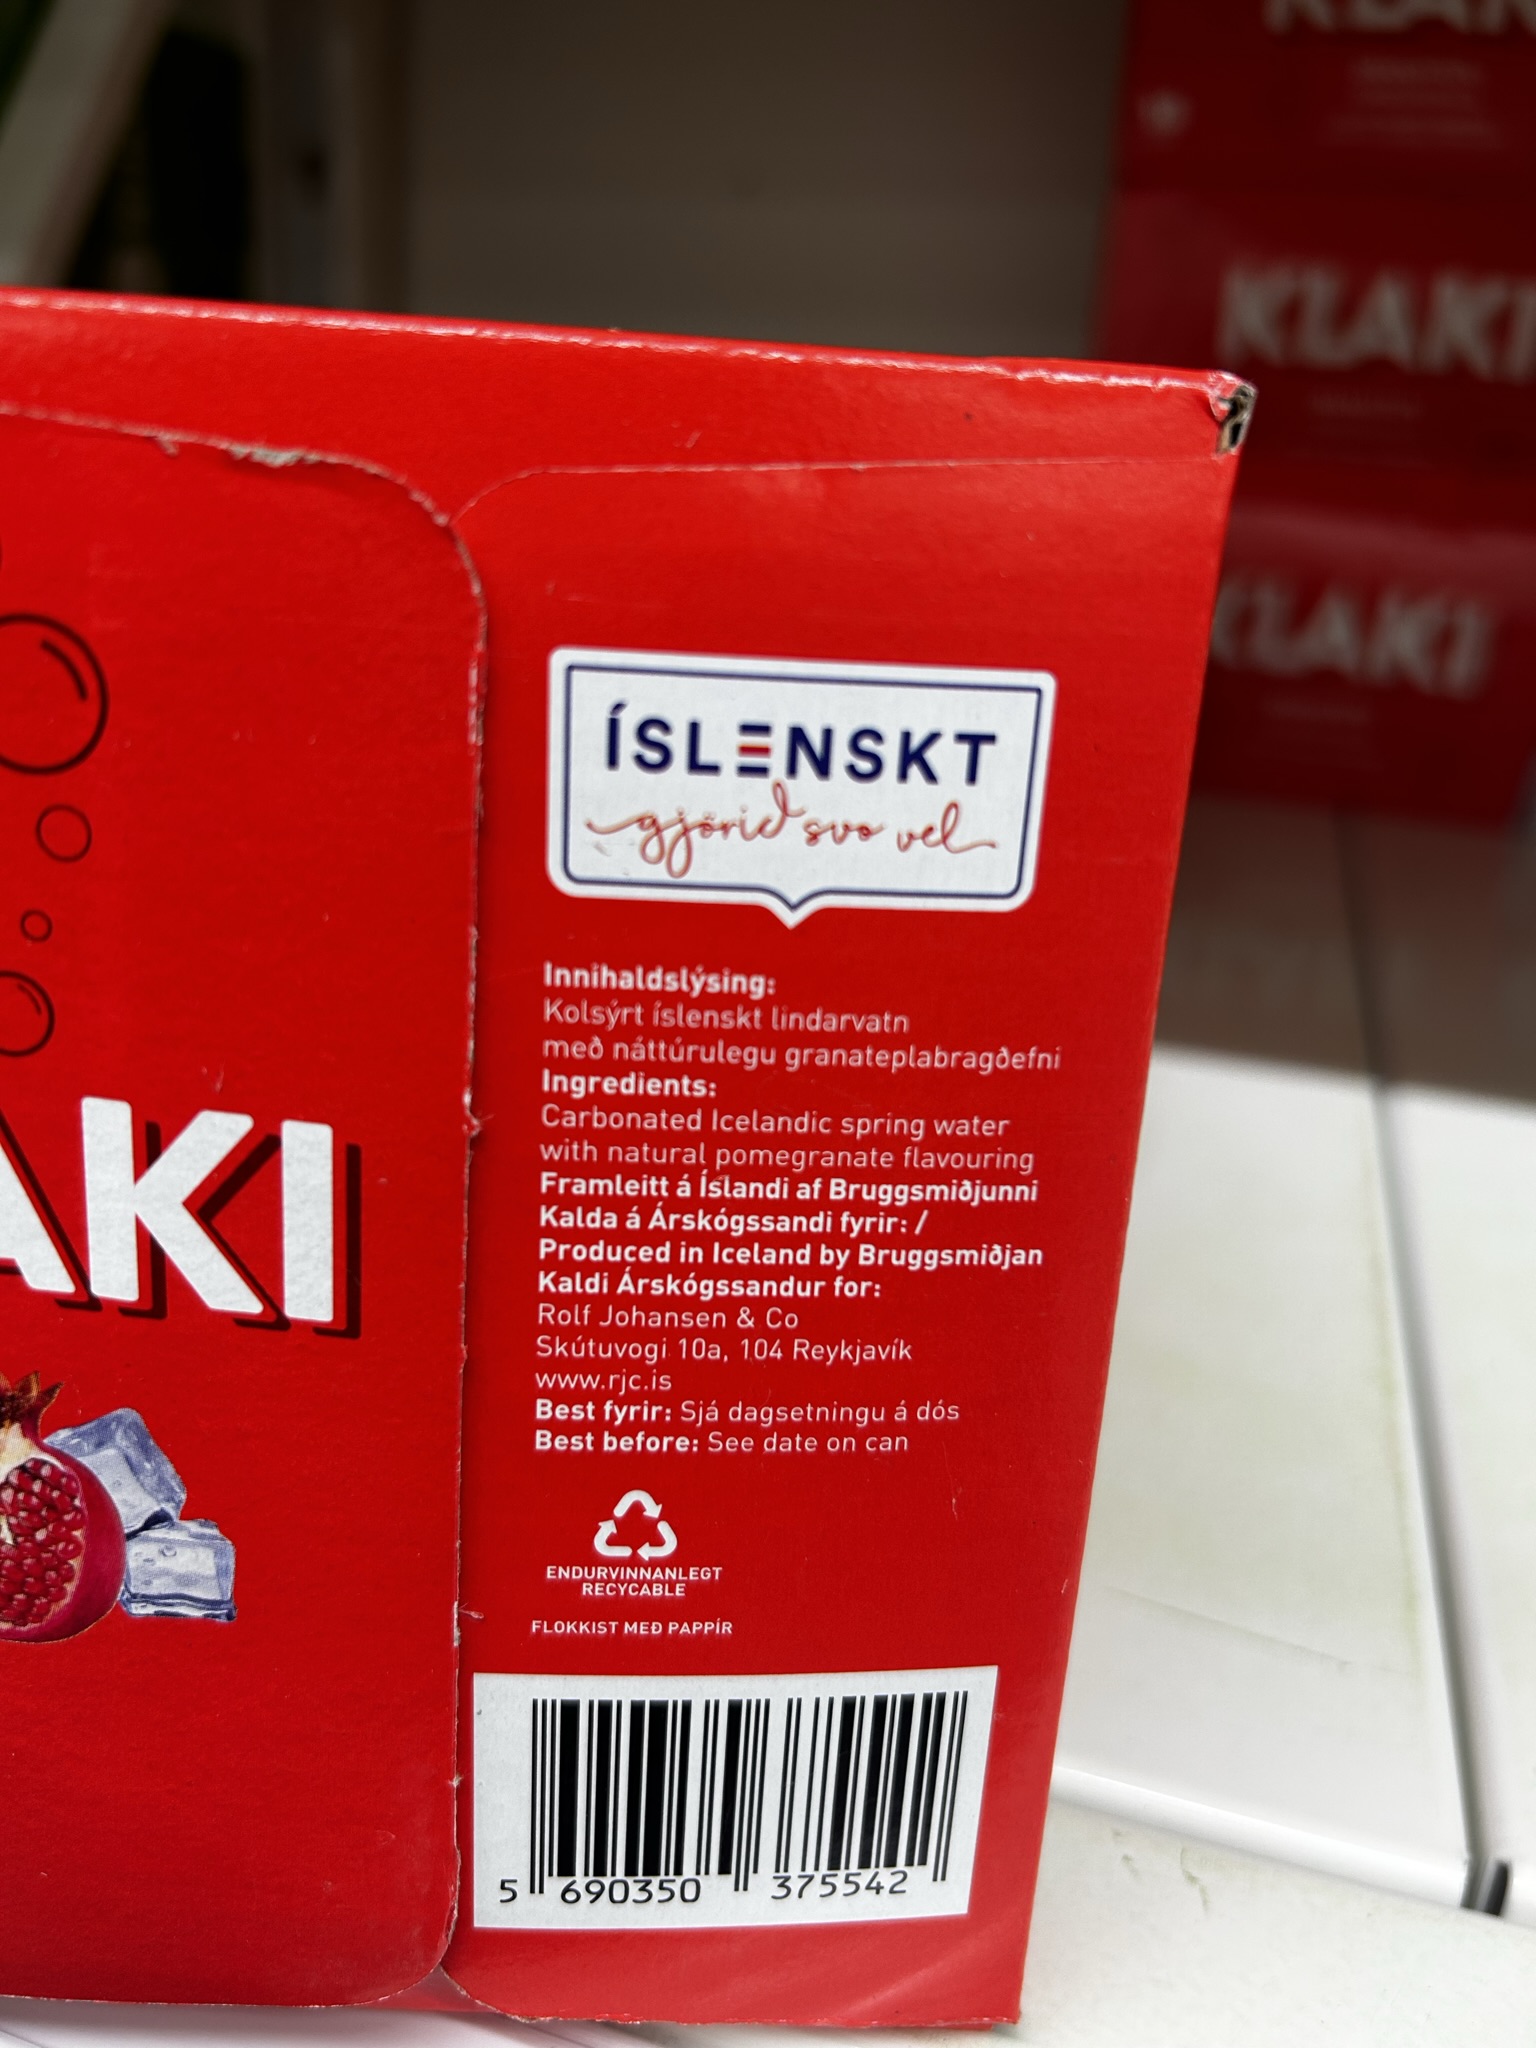 KLAKI
KLAKI
ÍSLENSKT
gjörið svo vel
Innihaldslýsing:
Kolsýrt íslenskt lindarvatn
með náttúrulegu granateplabragðefni
Ingredients:
Carbonated Icelandic spring water
with natural pomegranate flavouring
Framleitt á Íslandi af Bruggsmiðjunni
Kalda á Árskógssandi fyrir: /
Produced in Iceland by Bruggsmiðjan
Kaldi Árskógssandur for:
Rolf Johansen & Co
Skútuvogi 10a, 104 Reykjavík
www.rjc.is
Best fyrir: Sjá dagsetningu á dós
Best before: See date on can
ENDURVINNANLEGT
RECYCABLE
FLOKKIST MEÐ PAPPÍR
5 690350 375542
AKI